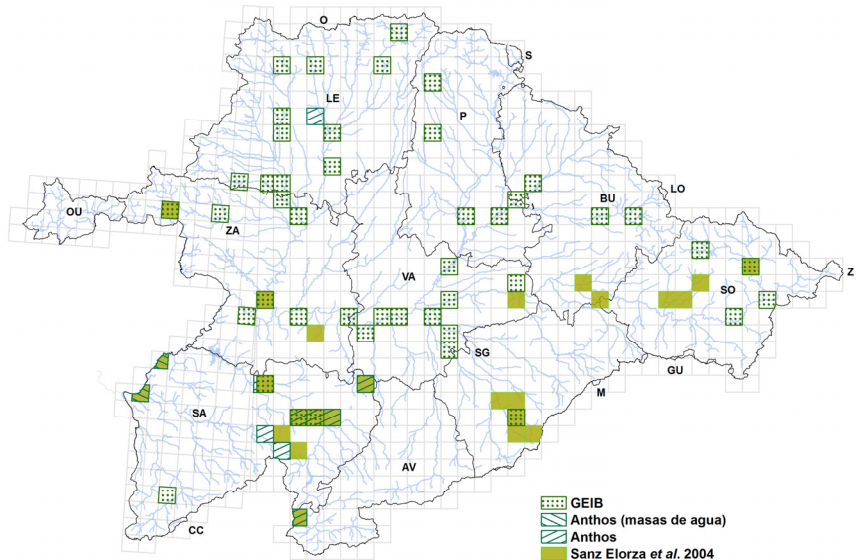 O
S
LE
P
LO
BU
OU
ZA
VA
Z
SO
SG
GU
M
SA
AV
CC
GEIB
Anthos (masas de agua)
Anthos
Sanz Elorza et al. 2004